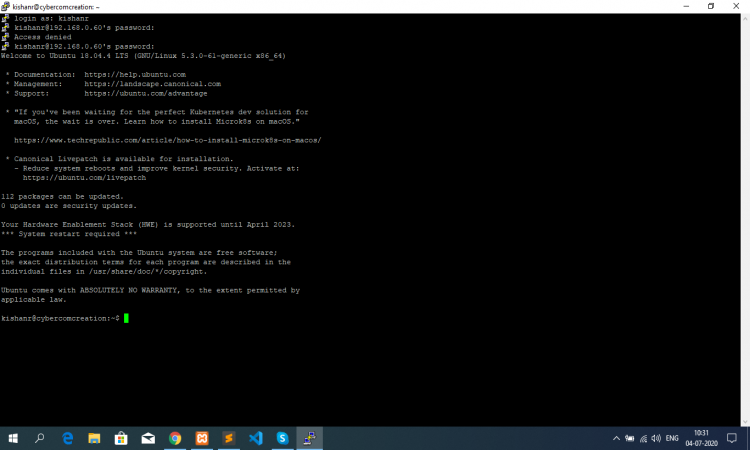 kishanr@cybercomcreation: ~
login as: kishanr
kishanr@192.168.0.60's password:
Access denied
kishanr@192.168.0.60's password:
Welcome to Ubuntu 18.04.4 LTS (GNU/Linux 5.3.0-61-generic x86_64)
* Documentation: https://help.ubuntu.com
* Management: https://landscape.canonical.com
* Support: https://ubuntu.com/advantage
* "If you've been waiting for the perfect Kubernetes dev solution for
macOS, the wait is over. Learn how to install Microk8s on macOS."
https://www.techrepublic.com/article/how-to-install-microk8s-on-macos/
* Canonical Livepatch is available for installation.
- Reduce system reboots and improve kernel security. Activate at:
https://ubuntu.com/livepatch
112 packages can be updated.
0 updates are security updates.
Your Hardware Enablement Stack (HWE) is supported until April 2023.
*** System restart required ***
The programs included with the Ubuntu system are free software;
the exact distribution terms for each program are described in the
individual files in /usr/share/doc/*/copyright.
Ubuntu comes with ABSOLUTELY NO WARRANTY, to the extent permitted by
applicable law.
kishanr@cybercomcreation:~$
ENG
10:31
04-07-2020